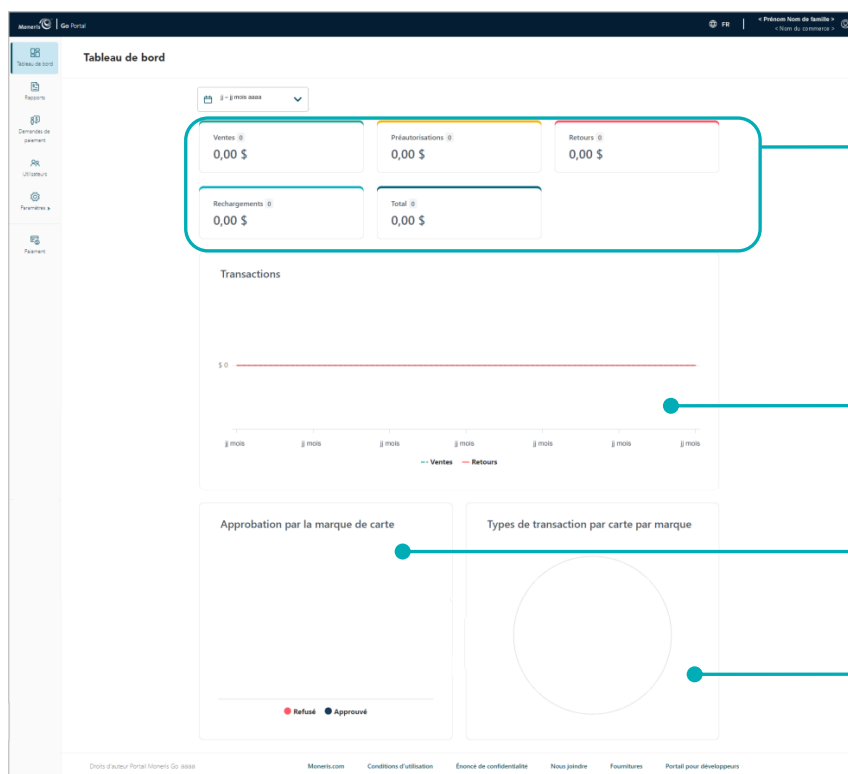 Moneris Go Portal
FR
< Prénom Nom de famille >
< Nom du commerce >
Tableau de bord
Rapports
Demandes de
paiement
Utilisateurs
Paramètres
Paiement
Tableau de bord
jj – jj mois aaaa
Ventes 0
0,00 $
Préautorisations 0
0,00 $
Retours 0
0,00 $
Rechargements 0
0,00 $
Total 0
0,00 $
Transactions
$ 0
jj mois jj mois jj mois jj mois jj mois jj mois jj mois
Ventes Retours
Approbation par la marque de carte
Refusé Approuvé
Types de transaction par carte par marque
Droits d'auteur Portail Moneris Go aaaa
Moneris.com Conditions d'utilisation Énoncé de confidentialité Nous joindre Fournitures Portail pour développeurs